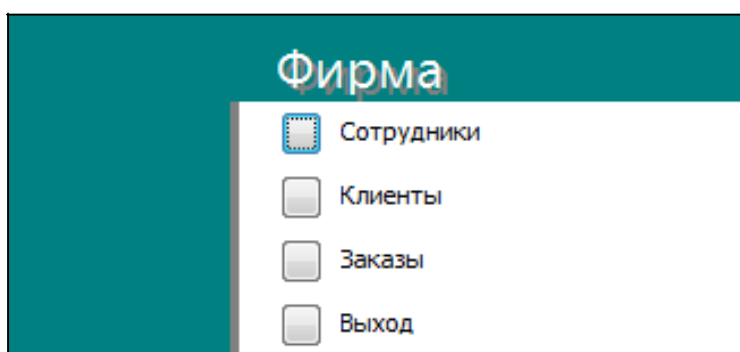 Фирма
Сотрудники
Клиенты
Заказы
Выход